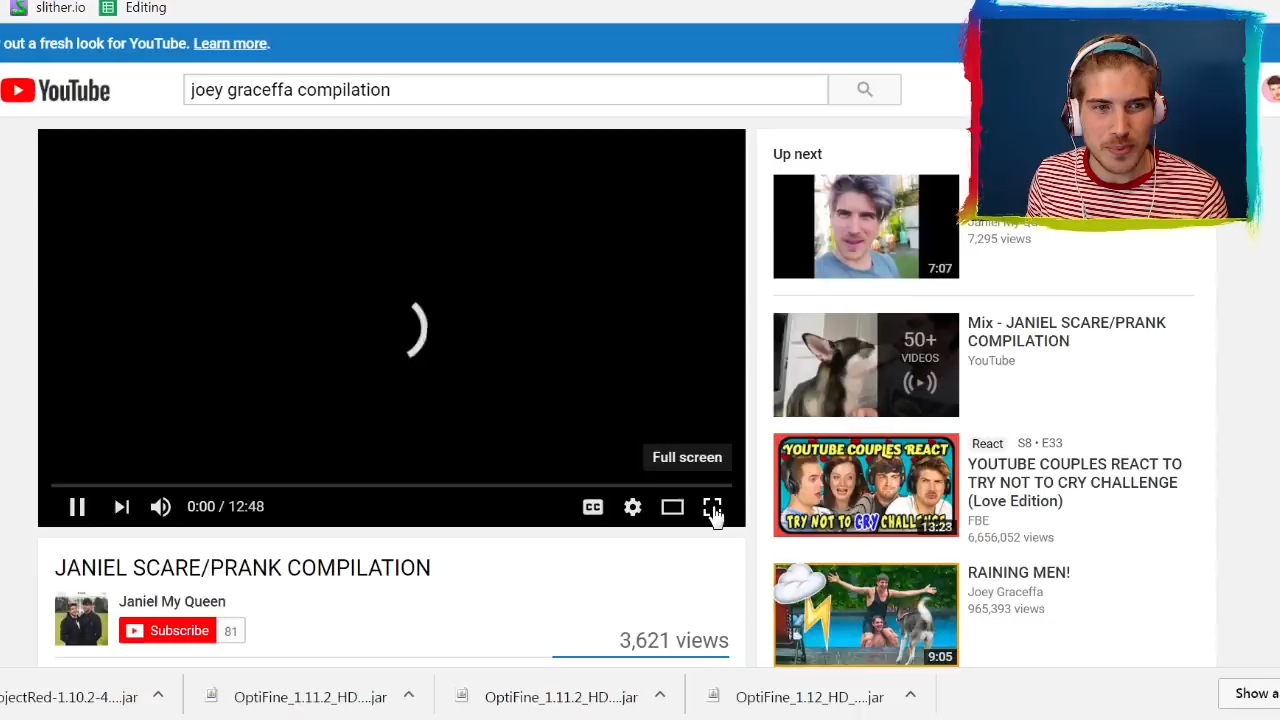 slither.io Editing
out a fresh look for YouTube. Learn more.
YouTube
joey graceffa compilation
Up next
7,295 views
7:07
Mix - JANIEL SCARE/PRANK
COMPILATION
YouTube
50+
VIDEOS
Full screen
0:00 / 12:48
CC
React S8 • E33
YOUTUBE COUPLES REACT TO
TRY NOT TO CRY CHALLENGE
(Love Edition)
FBE
6,656,052 views
YOUTUBE COUPLES REACT
TRY NOT TO CRY CHALLENGE
13:23
JANIEL SCARE/PRANK COMPILATION
Janiel My Queen
Subscribe 81
3,621 views
RAINING MEN!
Joey Graceffa
965,393 views
9:05
ojectRed-1.10.2-4....jar
OptiFine_1.11.2_HD....jar
OptiFine_1.11.2_HD....jar
OptiFine_1.12_HD_....jar
Show a